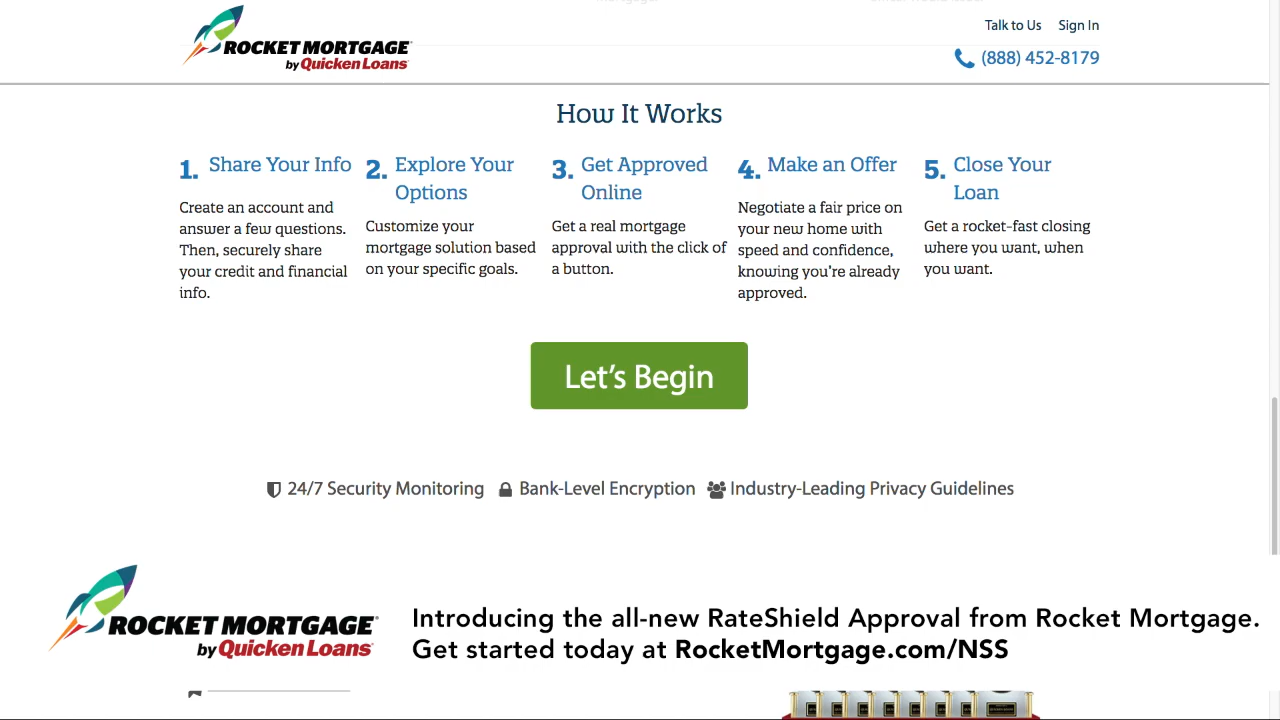 Talk to Us Sign In
ROCKET MORTGAGE
by Quicken Loans
(888) 452-8179
How It Works
1. Share Your Info
Create an account and
answer a few questions.
Then, securely share
your credit and financial
info.
2. Explore Your
Options
Customize your
mortgage solution based
on your specific goals.
3. Get Approved
Online
Get a real mortgage
approval with the click of
a button.
4. Make an Offer
Negotiate a fair price on
your new home with
speed and confidence,
knowing you're already
approved.
5. Close Your
Loan
Get a rocket-fast closing
where you want, when
you want.
Let's Begin
24/7 Security Monitoring Bank-Level Encryption Industry-Leading Privacy Guidelines
ROCKET MORTGAGE
by Quicken Loans
Introducing the all-new RateShield Approval from Rocket Mortgage.
Get started today at RocketMortgage.com/NSS